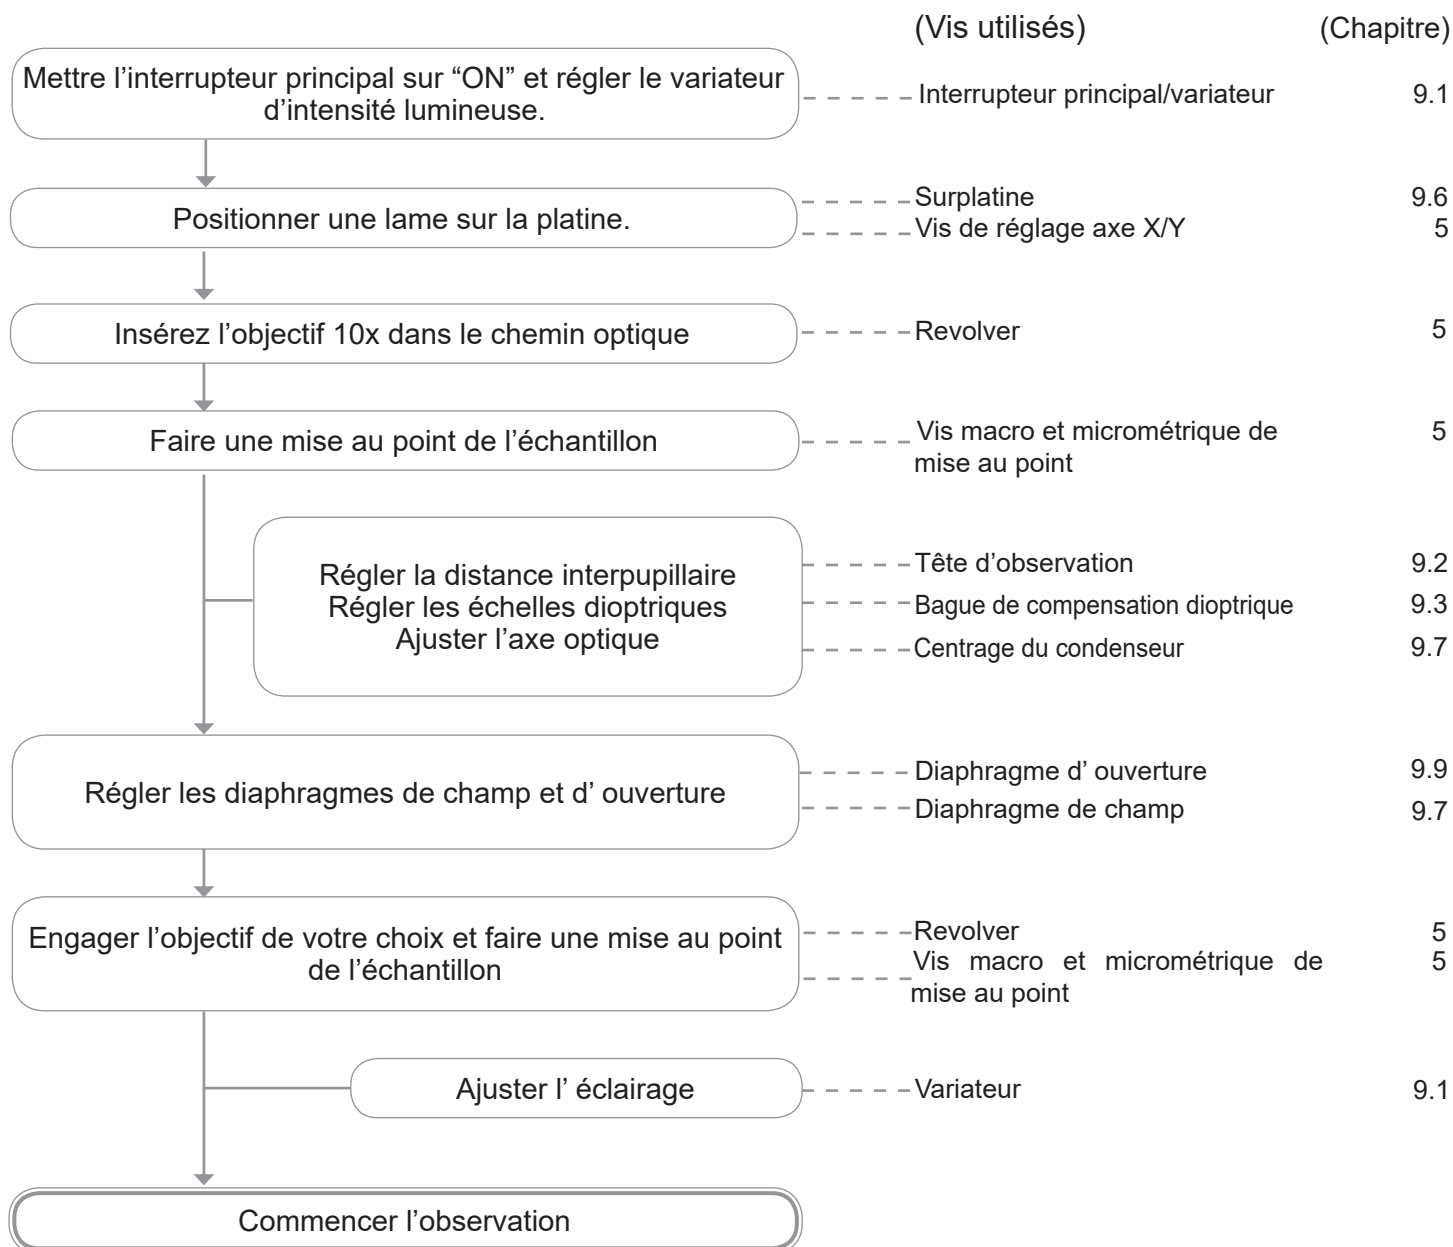 (Vis utilisés) (Chapitre)
Mettre l’interrupteur principal sur “ON” et régler le variateur
d’intensité lumineuse.
Interrupteur principal/variateur 9.1
Positionner une lame sur la platine.
Surplatine 9.6
Vis de réglage axe X/Y 5
Insérez l’objectif 10x dans le chemin optique
Revolver 5
Faire une mise au point de l’échantillon
Vis macro et micrométrique de 5
mise au point
Régler la distance interpupillaire
Régler les échelles dioptriques
Ajuster l’axe optique
Tête d’observation 9.2
Bague de compensation dioptrique 9.3
Centrage du condenseur 9.7
Régler les diaphragmes de champ et d’ ouverture
Diaphragme d’ ouverture 9.9
Diaphragme de champ 9.7
Engager l’objectif de votre choix et faire une mise au point
de l’échantillon
Revolver 5
Vis macro et micrométrique de 5
mise au point
Ajuster l’ éclairage
Variateur 9.1
Commencer l’observation